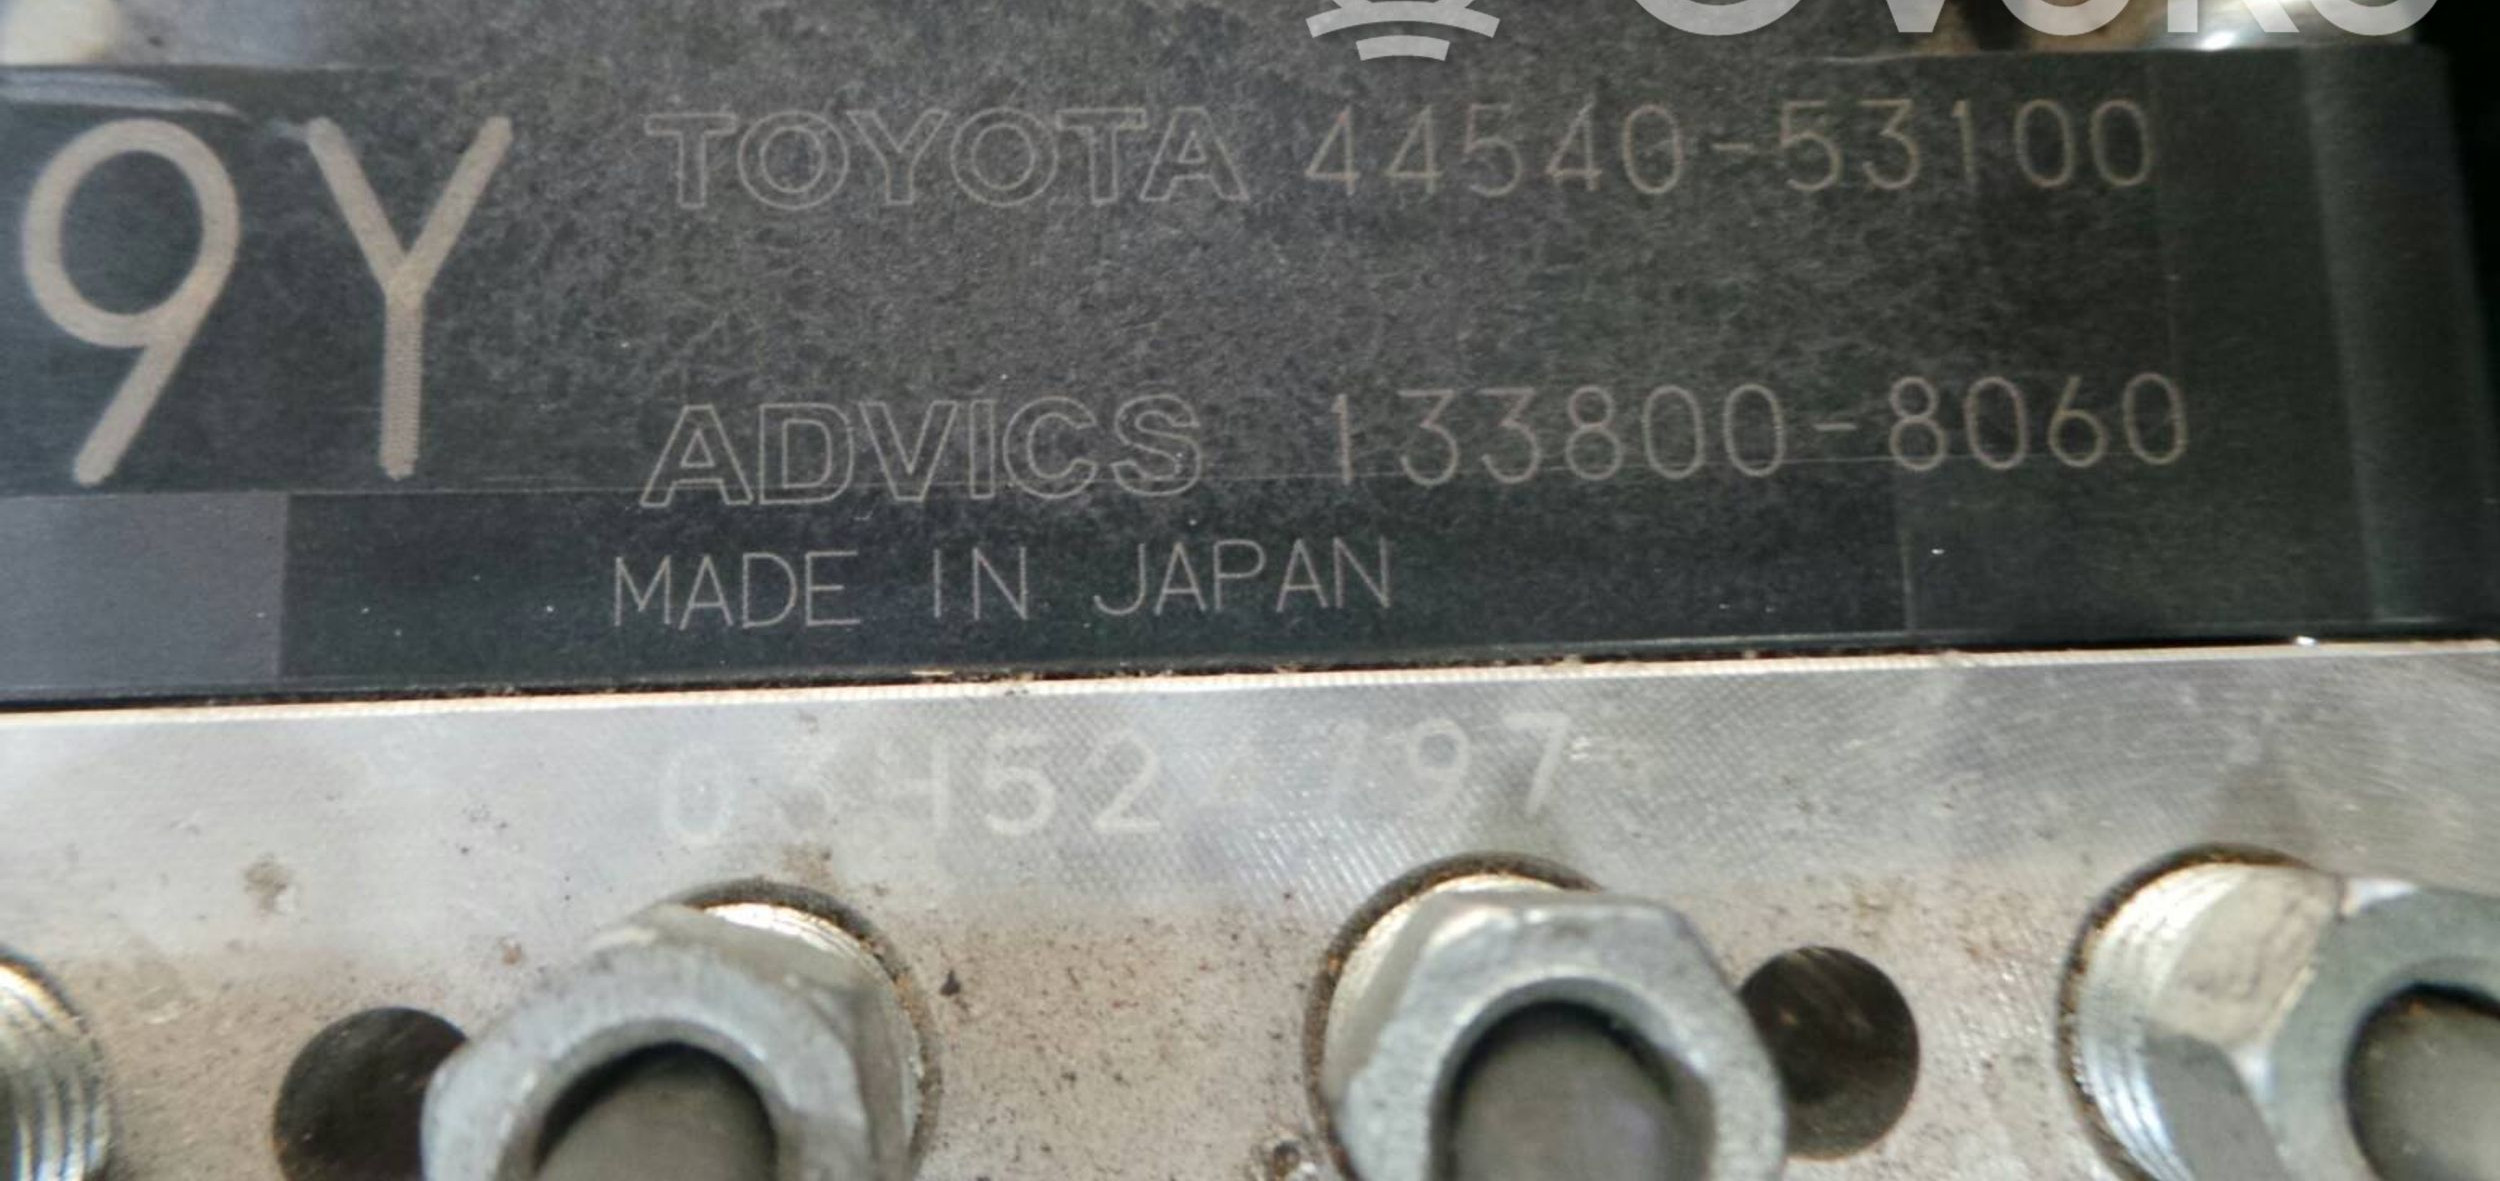 9Y
TOYOTA 44540-53100
ADVICS 133800-8060
MADE IN JAPAN